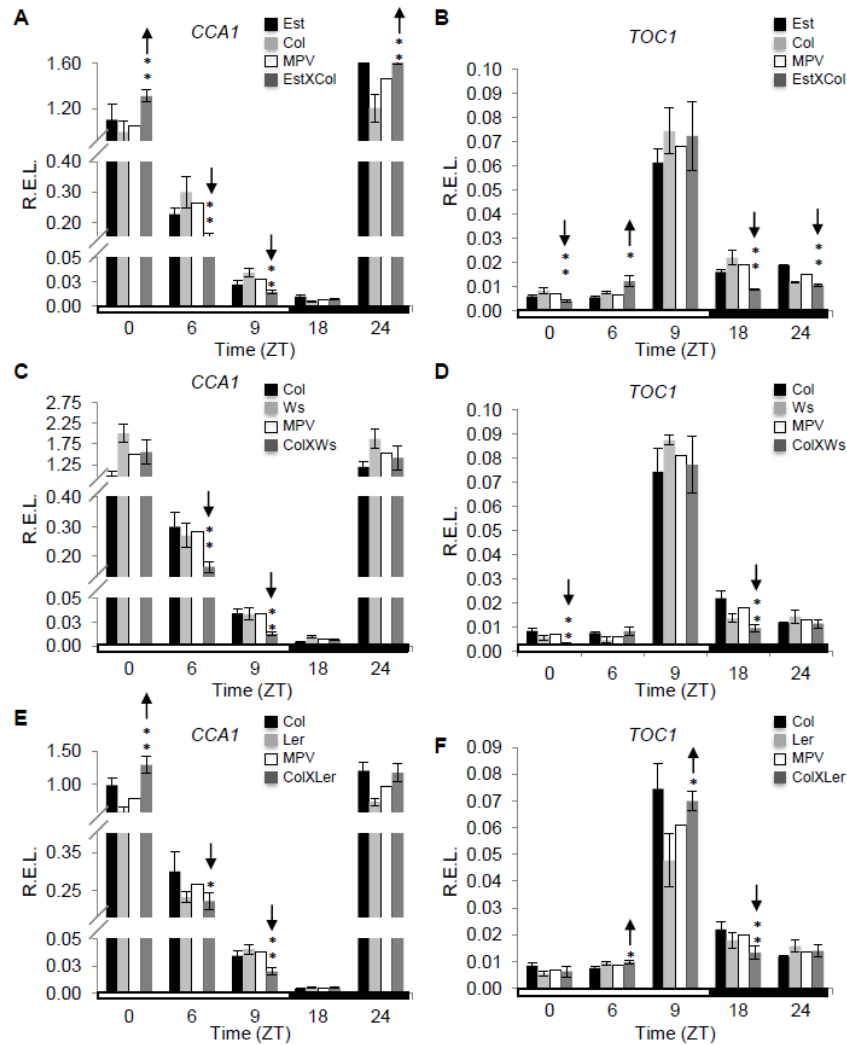 A
CCA1
Est
Col
MPV
EstXCol
R.E.L.
1.60
1.20
0.40
0.30
0.20
0.05
0.03
0.00
* *
* *
* *
* *
0 6 9 18 24
Time (ZT)
B
TOC1
Est
Col
MPV
EstXCol
R.E.L.
0.10
0.09
0.08
0.07
0.06
0.05
0.04
0.03
0.02
0.01
0.00
* *
*
* *
* *
0 6 9 18 24
Time (ZT)
C
CCA1
Col
Ws
MPV
ColXWs
R.E.L.
2.75
2.25
1.75
1.25
0.40
0.30
0.20
0.05
0.03
0.00
* *
* *
0 6 9 18 24
Time (ZT)
D
TOC1
Col
Ws
MPV
ColXWs
R.E.L.
0.10
0.09
0.08
0.07
0.06
0.05
0.04
0.03
0.02
0.01
0.00
* *
* *
0 6 9 18 24
Time (ZT)
E
CCA1
Col
Ler
MPV
ColXLer
R.E.L.
1.50
1.00
0.35
0.25
0.05
0.03
0.00
* *
*
* *
0 6 9 18 24
Time (ZT)
F
TOC1
Col
Ler
MPV
ColXLer
R.E.L.
0.09
0.08
0.07
0.06
0.05
0.04
0.03
0.02
0.01
0.00
*
*
* *
0 6 9 18 24
Time (ZT)